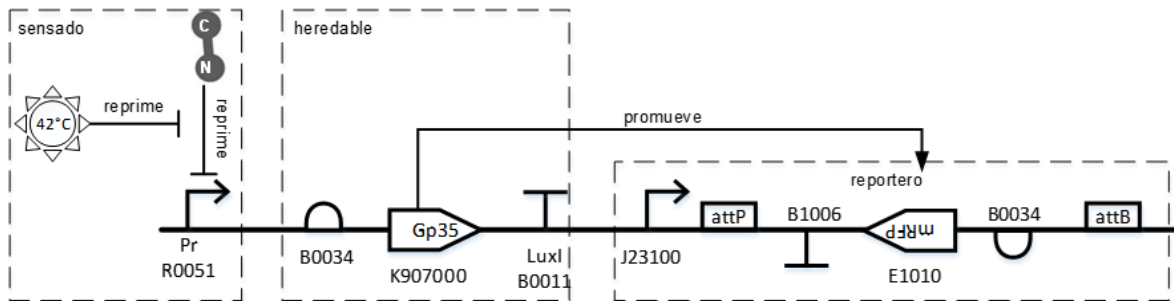 sensado
C
N
heredable
42°C
reprime
reprime
promueve
reportero
Pr
R0051
B0034
Gp35
K907000
LuxI
B0011
J23100
attP
B1006
mRFP
E1010
B0034
attB